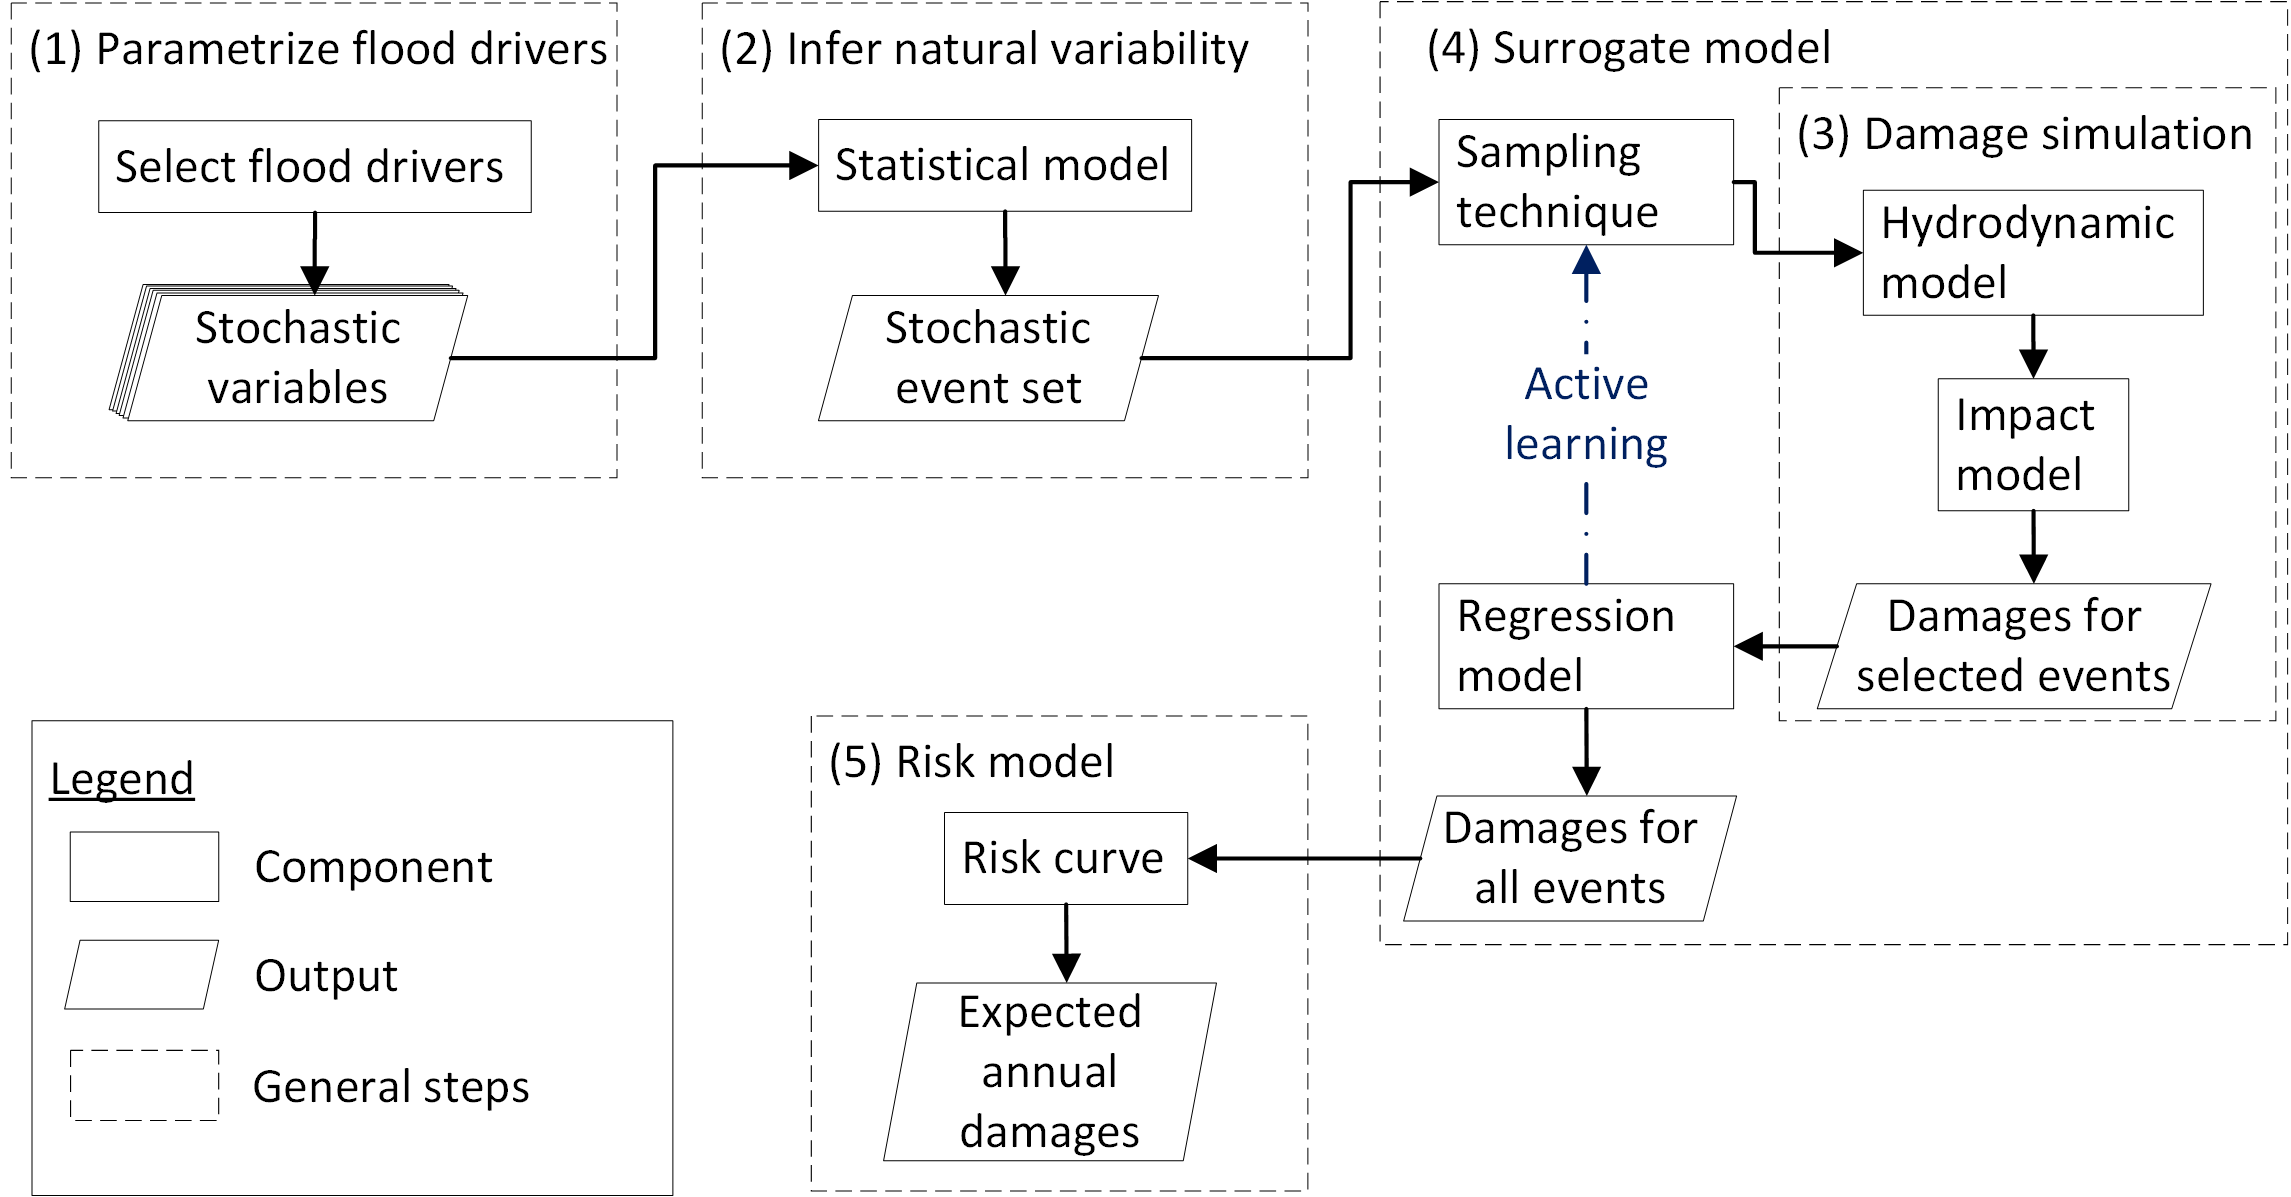 (1) Parametrize flood drivers
Select flood drivers
Stochastic
variables
(2) Infer natural variability
Statistical model
Stochastic
event set
(4) Surrogate model
Sampling
technique
(3) Damage simulation
Hydrodynamic
model
Impact
model
Damages for
selected events
Active
learning
Regression
model
Damages for
all events
(5) Risk model
Risk curve
Expected
annual
damages
Legend
Component
Output
General steps